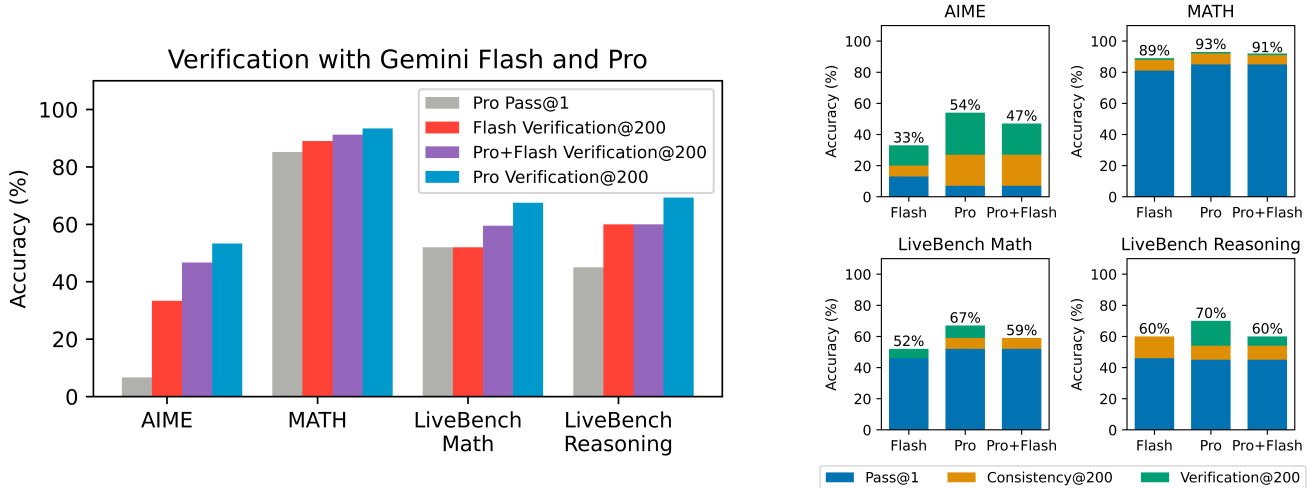 Verification with Gemini Flash and Pro
Accuracy (%)
100
80
60
40
20
0
Pro Pass@1
Flash Verification@200
Pro+Flash Verification@200
Pro Verification@200
AIME
MATH
LiveBench
Math
LiveBench
Reasoning
AIME
Accuracy (%)
100
80
60
40
20
0
33%
54%
47%
Flash
Pro
Pro+Flash
MATH
Accuracy (%)
100
80
60
40
20
0
89%
93%
91%
Flash
Pro
Pro+Flash
LiveBench Math
Accuracy (%)
100
80
60
40
20
0
52%
67%
59%
Flash
Pro
Pro+Flash
LiveBench Reasoning
Accuracy (%)
100
80
60
40
20
0
60%
70%
60%
Flash
Pro
Pro+Flash
Pass@1
Consistency@200
Verification@200